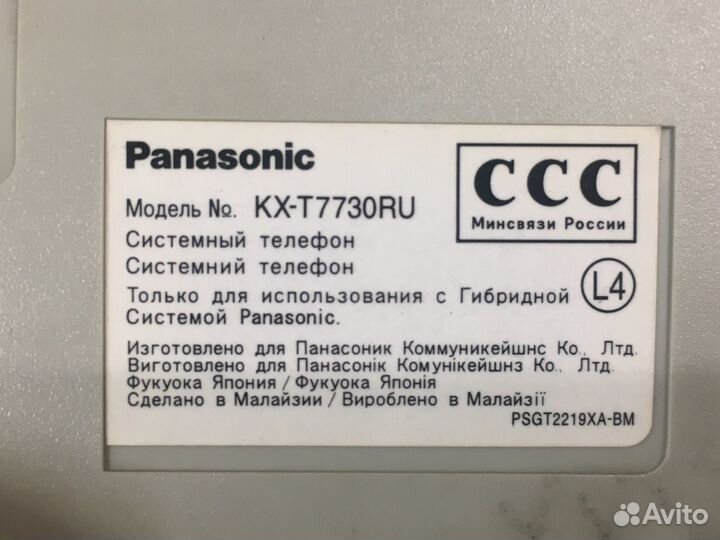 Panasonic
Модель №. KX-T7730RU
Системный телефон
Системний телефон
Только для использования с Гибридной
Системой Panasonic.
ССС
Минсвязи России
L4
Изготовлено для Панасоник Коммуникейшнс Ко., Лтд.
Виготовлено для Панасонік Комунікейшнз Ко., Лтд.
Фукуока Япония / Фукуока Японія
Сделано в Малайзии / Вироблено в Малайзії
PSGT2219XA-BM
Avito